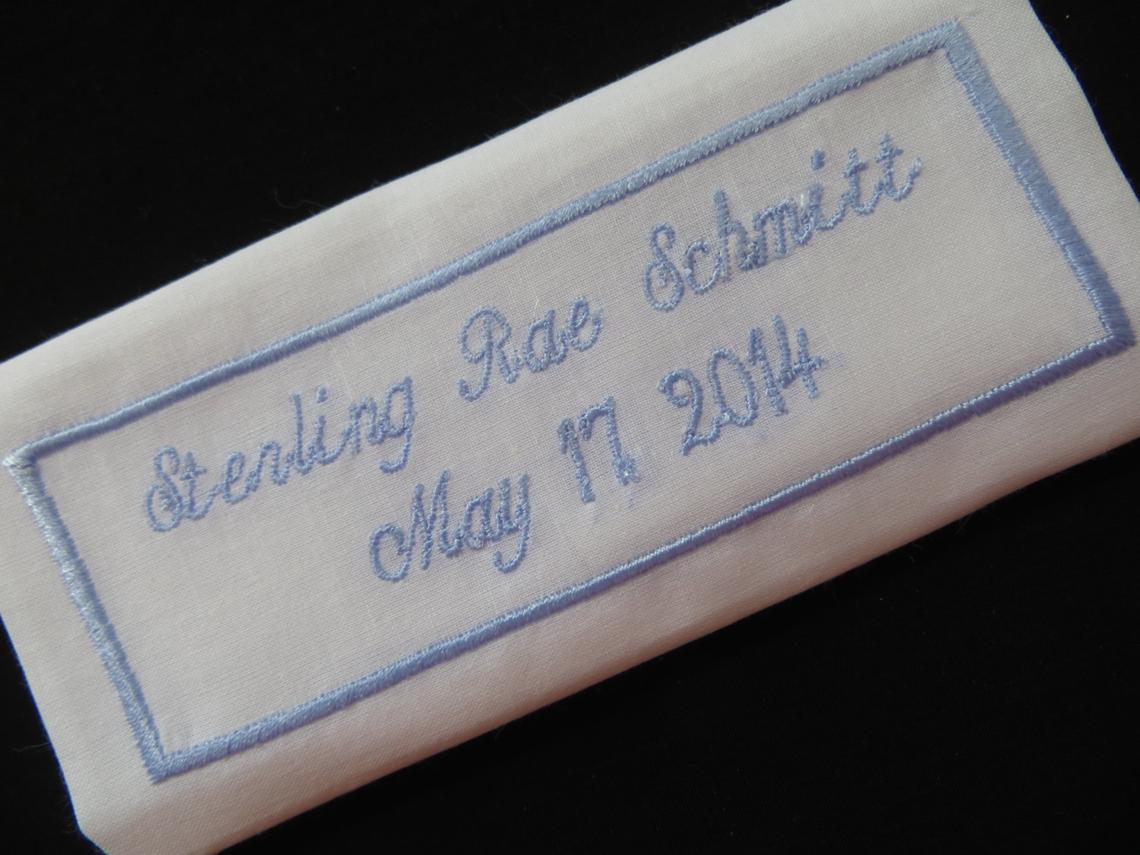 Sterling Rae Schmitt
May 17, 2014